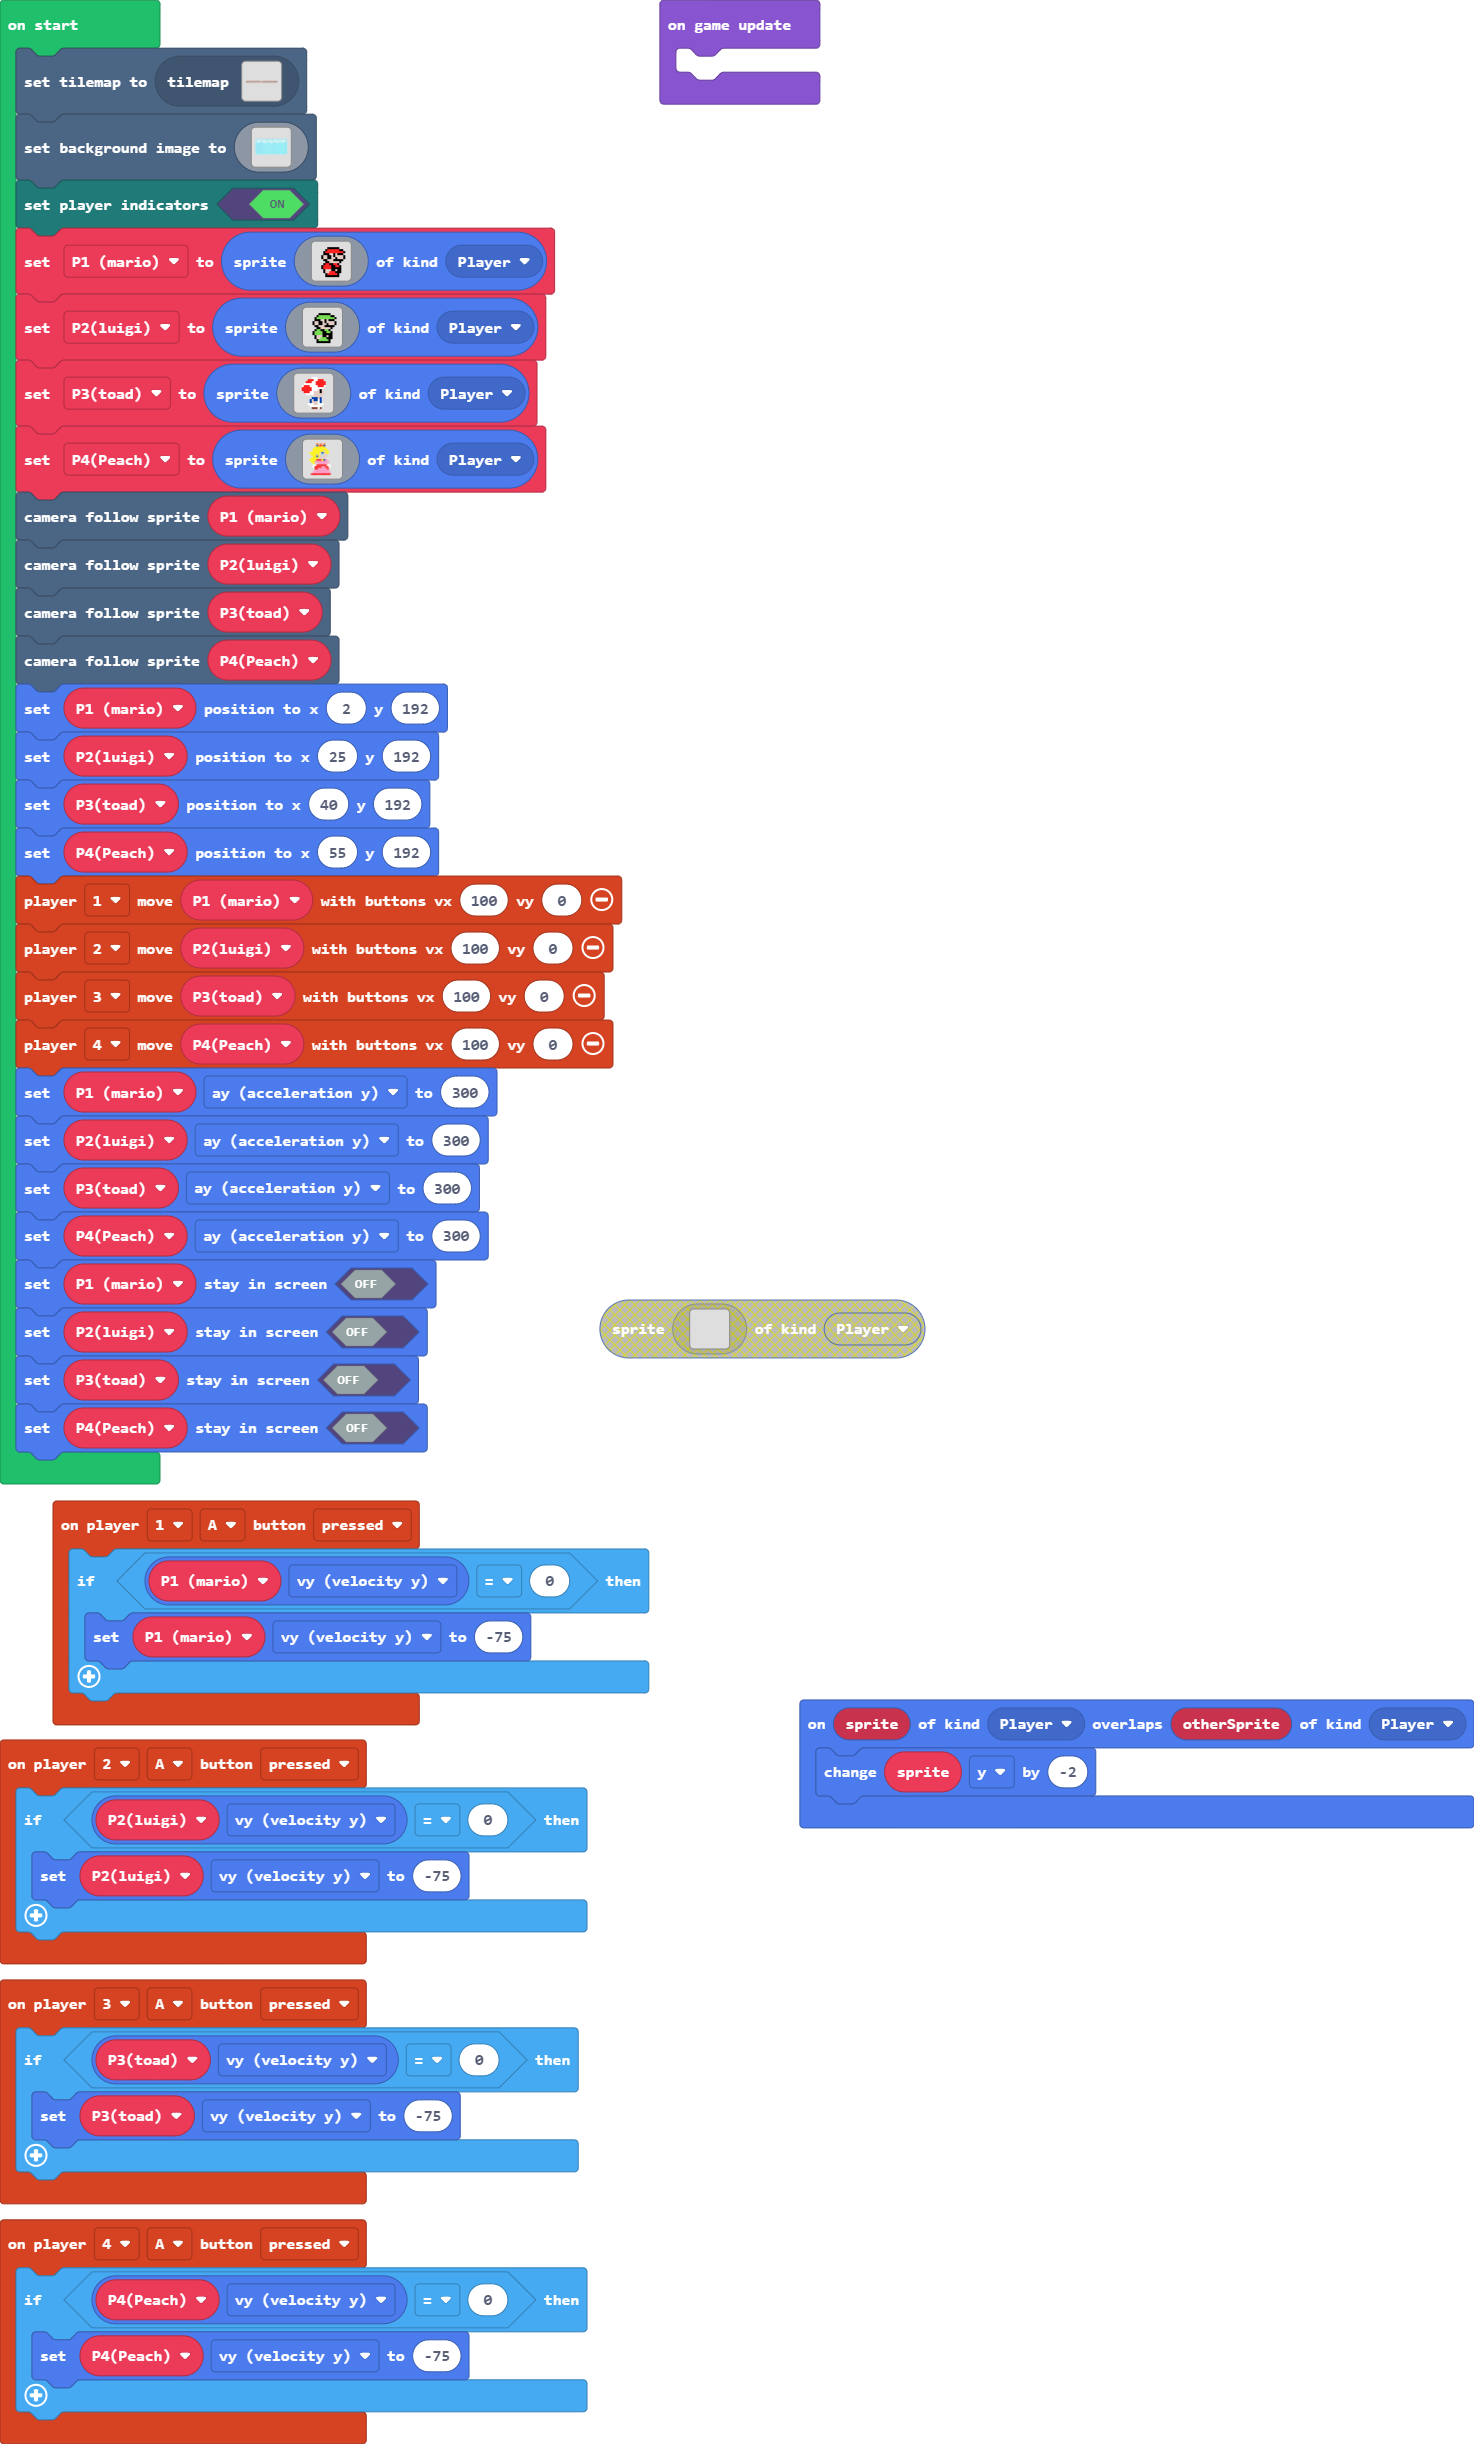 on start
set tilemap to tilemap
set background image to
set player indicators ON
set P1 (mario) to sprite of kind Player
set P2(luigi) to sprite of kind Player
set P3(toad) to sprite of kind Player
set P4(Peach) to sprite of kind Player
camera follow sprite P1 (mario)
camera follow sprite P2(luigi)
camera follow sprite P3(toad)
camera follow sprite P4(Peach)
set P1 (mario) position to x 2 y 192
set P2(luigi) position to x 25 y 192
set P3(toad) position to x 40 y 192
set P4(Peach) position to x 55 y 192
player 1 move P1 (mario) with buttons vx 100 vy 0
player 2 move P2(luigi) with buttons vx 100 vy 0
player 3 move P3(toad) with buttons vx 100 vy 0
player 4 move P4(Peach) with buttons vx 100 vy 0
set P1 (mario) ay (acceleration y) to 300
set P2(luigi) ay (acceleration y) to 300
set P3(toad) ay (acceleration y) to 300
set P4(Peach) ay (acceleration y) to 300
set P1 (mario) stay in screen OFF
set P2(luigi) stay in screen OFF
set P3(toad) stay in screen OFF
set P4(Peach) stay in screen OFF
on game update
sprite of kind Player
on player 1 A button pressed
if P1 (mario) vy (velocity y) = 0 then
set P1 (mario) vy (velocity y) to -75
on player 2 A button pressed
if P2(luigi) vy (velocity y) = 0 then
set P2(luigi) vy (velocity y) to -75
on player 3 A button pressed
if P3(toad) vy (velocity y) = 0 then
set P3(toad) vy (velocity y) to -75
on player 4 A button pressed
if P4(Peach) vy (velocity y) = 0 then
set P4(Peach) vy (velocity y) to -75
on sprite of kind Player overlaps otherSprite of kind Player
change sprite y by -2